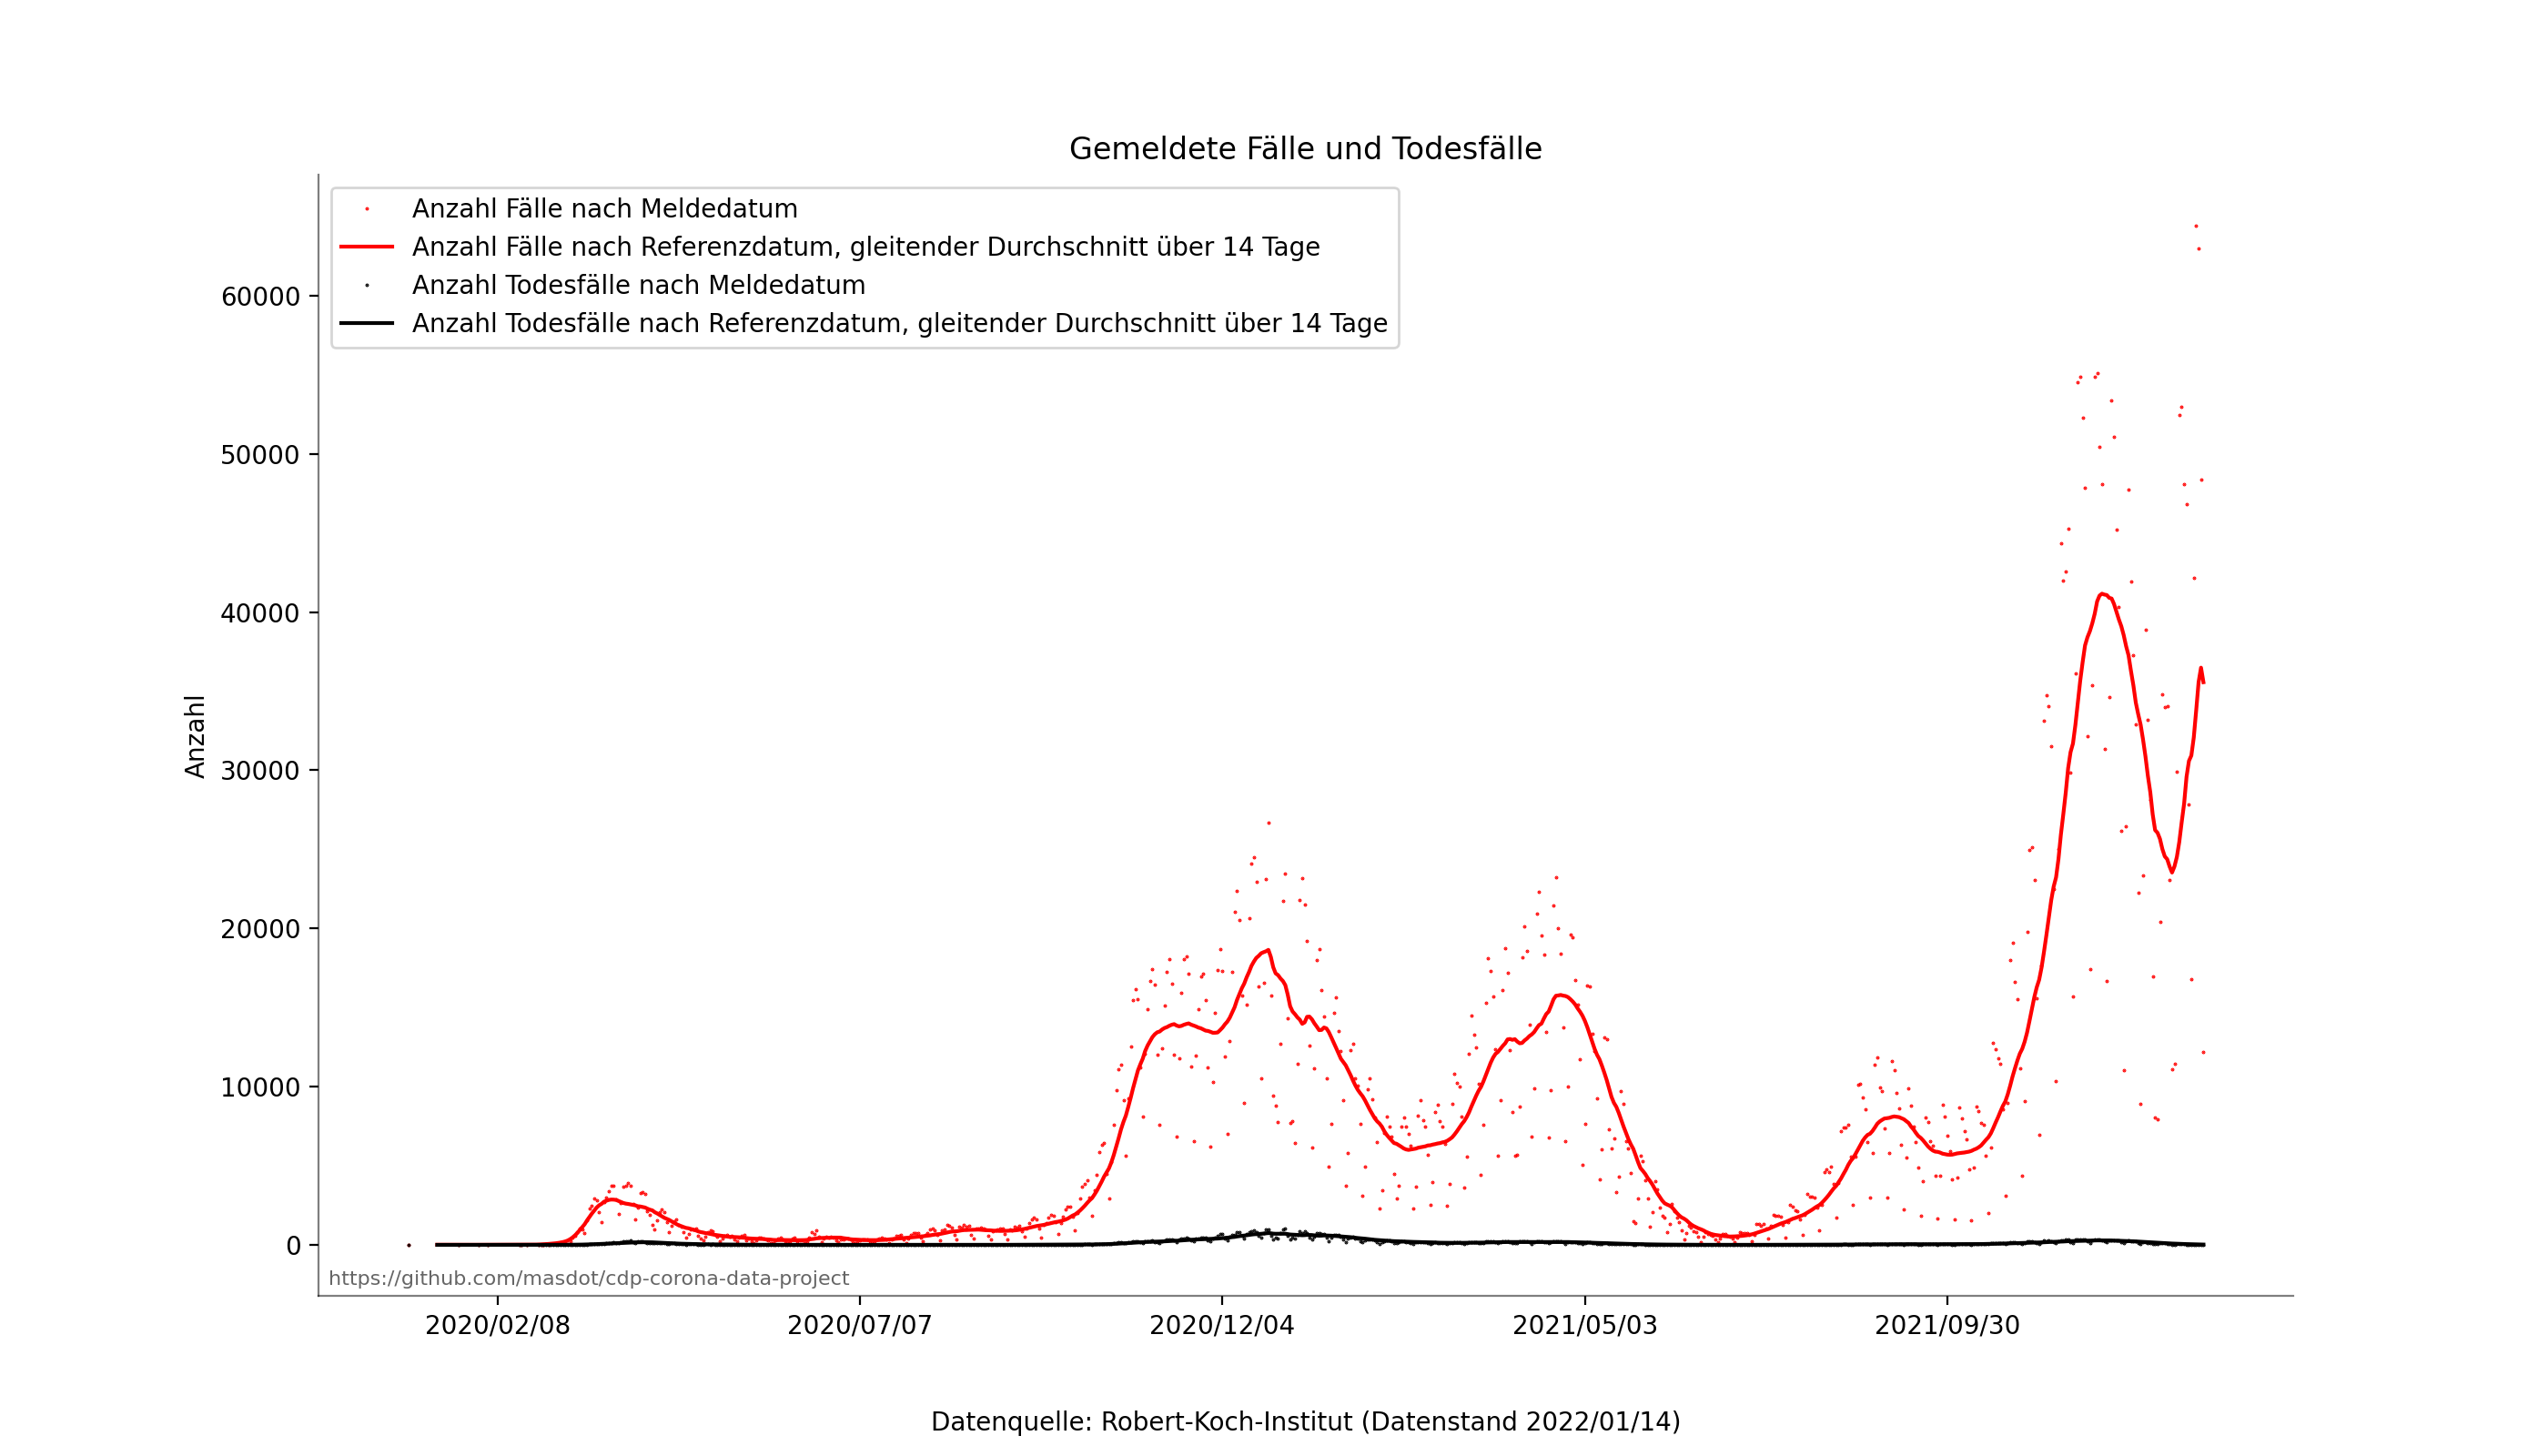 Gemeldete Fälle und Todesfälle
Anzahl Fälle nach Meldedatum
Anzahl Fälle nach Referenzdatum, gleitender Durchschnitt über 14 Tage
Anzahl Todesfälle nach Meldedatum
Anzahl Todesfälle nach Referenzdatum, gleitender Durchschnitt über 14 Tage
60000
50000
40000
30000
20000
10000
0
Anzahl
https://github.com/masdot/cdp-corona-data-project
2020/02/08
2020/07/07
2020/12/04
2021/05/03
2021/09/30
Datenquelle: Robert-Koch-Institut (Datenstand 2022/01/14)